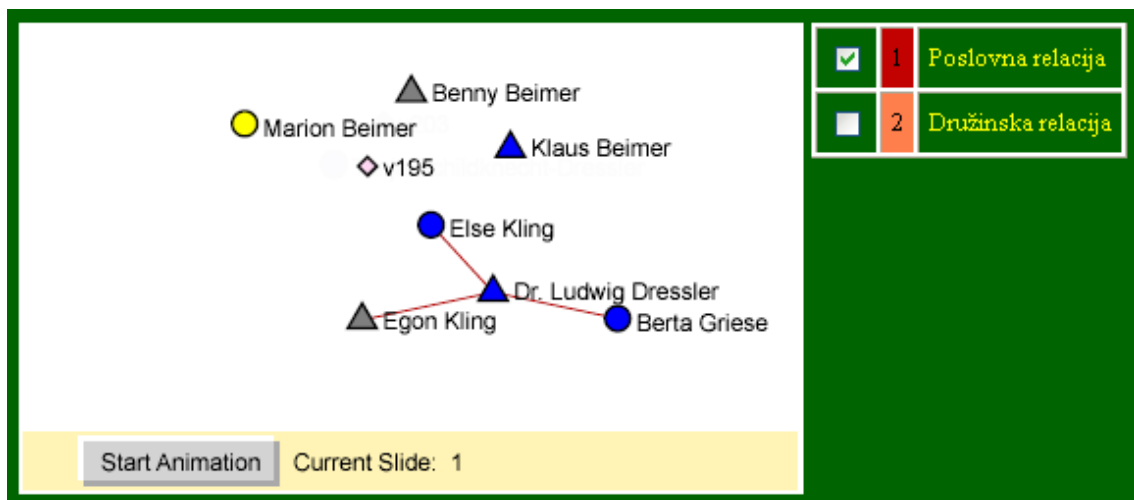 Benny Beimer
Marion Beimer
Klaus Beimer
v195
Else Kling
Dr. Ludwig Dressler
Egon Kling
Berta Griese
Start Animation Current Slide: 1
1 Poslovna relacija
2 Družinska relacija